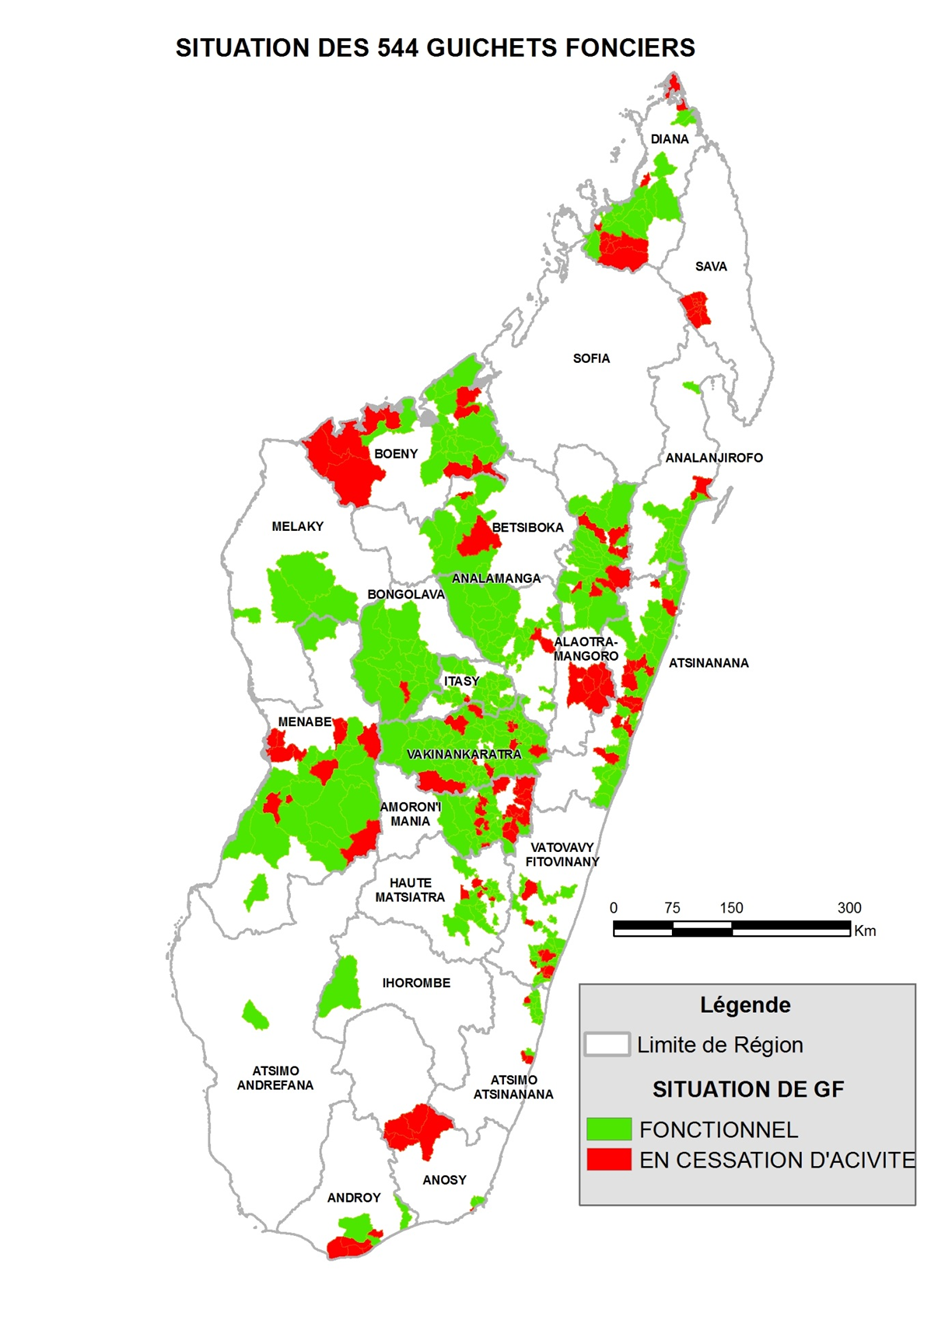 SITUATION DES 544 GUICHETS FONCIERS
DIANA
SAVA
SOFIA
BOENY
ANALANJIROFO
MELAKY
BETSIBOKA
ANALAMANGA
BONGOLAVA
ALAOTRA-
MANGORO
ATSINANANA
ITASY
MENABE
VAKINANKARATRA
AMORON'I
MANIA
VATOVAVY
FITOVINANY
HAUTE
MATSIATRA
0 75 150 300
Km
IHOROMBE
ATSIMO
ANDREFANA
ATSIMO
ATSINANANA
ANOSY
ANDROY
Légende
Limite de Région
SITUATION DE GF
FONCTIONNEL
EN CESSATION D'ACIVITE